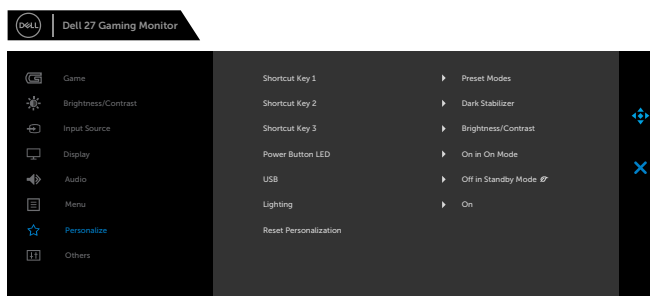 DELL Dell 27 Gaming Monitor
Game Shortcut Key 1 Preset Modes
Brightness/Contrast Shortcut Key 2 Dark Stabilizer
Input Source Shortcut Key 3 Brightness/Contrast
Display Power Button LED On in On Mode
Audio USB Off in Standby Mode
Menu Lighting On
Personalize Reset Personalization
Others